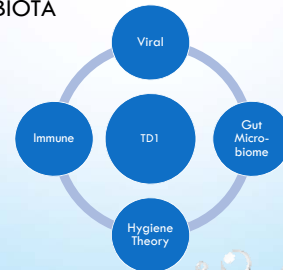 BIOTA
Viral
Immune
TD1
Gut
Micro-
biome
Hygiene
Theory